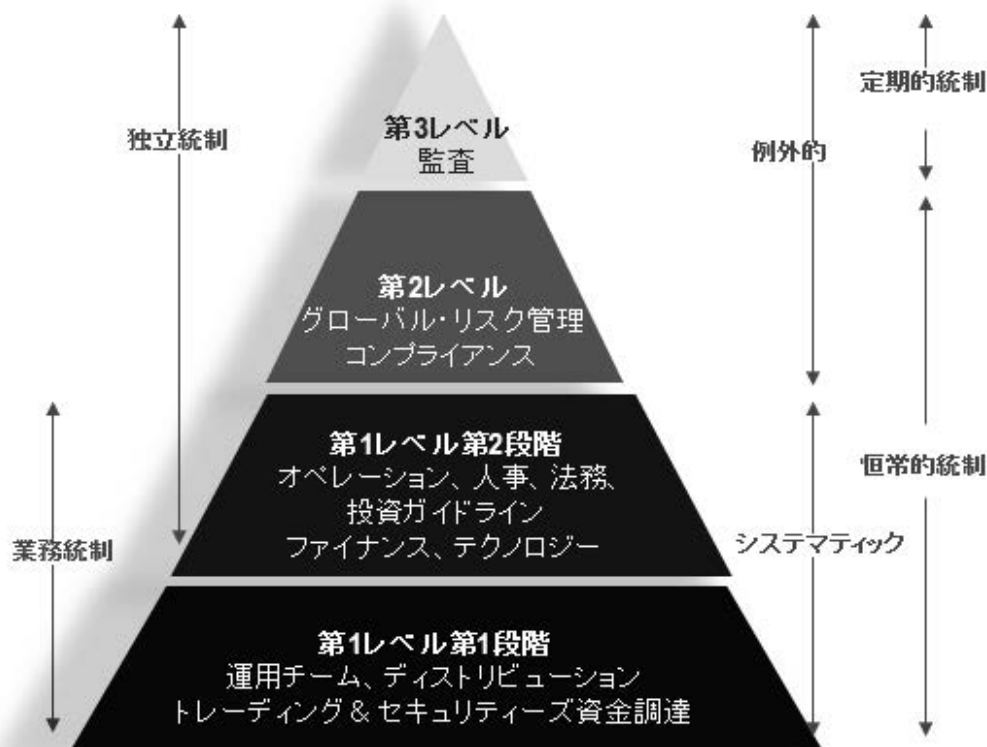 定期的統制
第3レベル
監査
独立統制
例外的
第2レベル
グローバル・リスク管理
コンプライアンス
第1レベル第2段階
オペレーション、人事、法務、
投資ガイドライン
ファイナンス、テクノロジー
恒常的統制
業務統制
システマティック
第1レベル第1段階
運用チーム、ディストリビューション
トレーディング＆セキュリティーズ資金調達